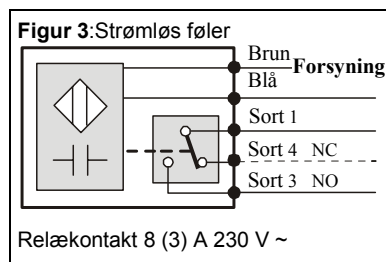 Figur 3:Strømløs føler
Brun
Forsyning
Blå
Sort 1
Sort 4 NC
Sort 3 NO
Relækontakt 8 (3) A 230 V ~